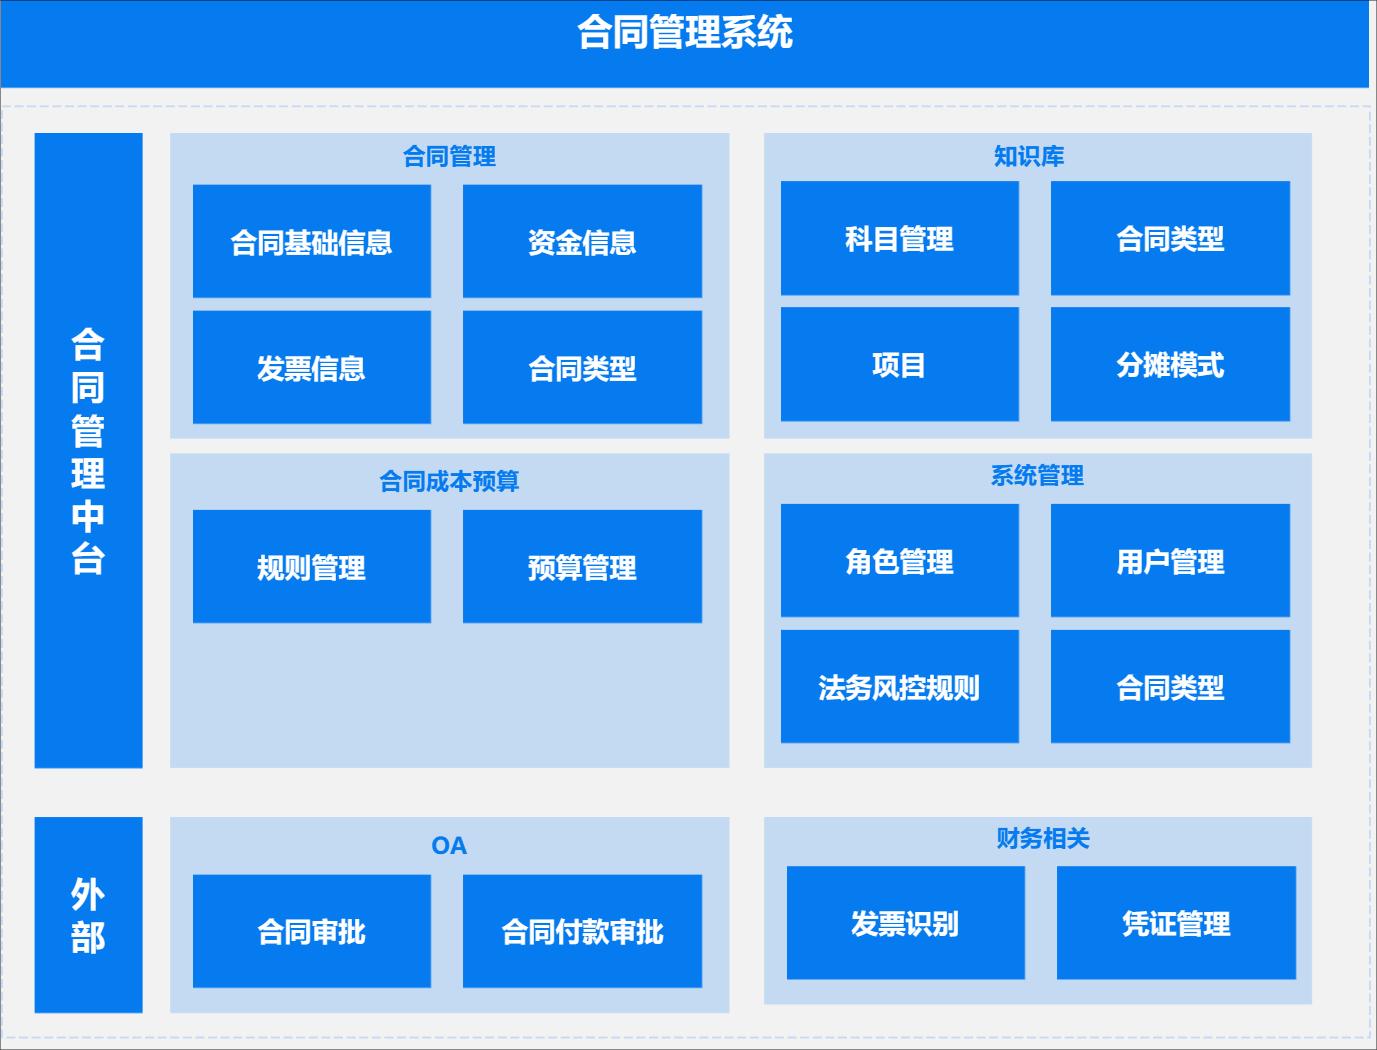 合同管理系统
合同管理中台
合同管理
合同基础信息
资金信息
发票信息
合同类型
知识库
科目管理
合同类型
项目
分摊模式
合同成本预算
规则管理
预算管理
系统管理
角色管理
用户管理
法务风控规则
合同类型
外部
OA
合同审批
合同付款审批
财务相关
发票识别
凭证管理